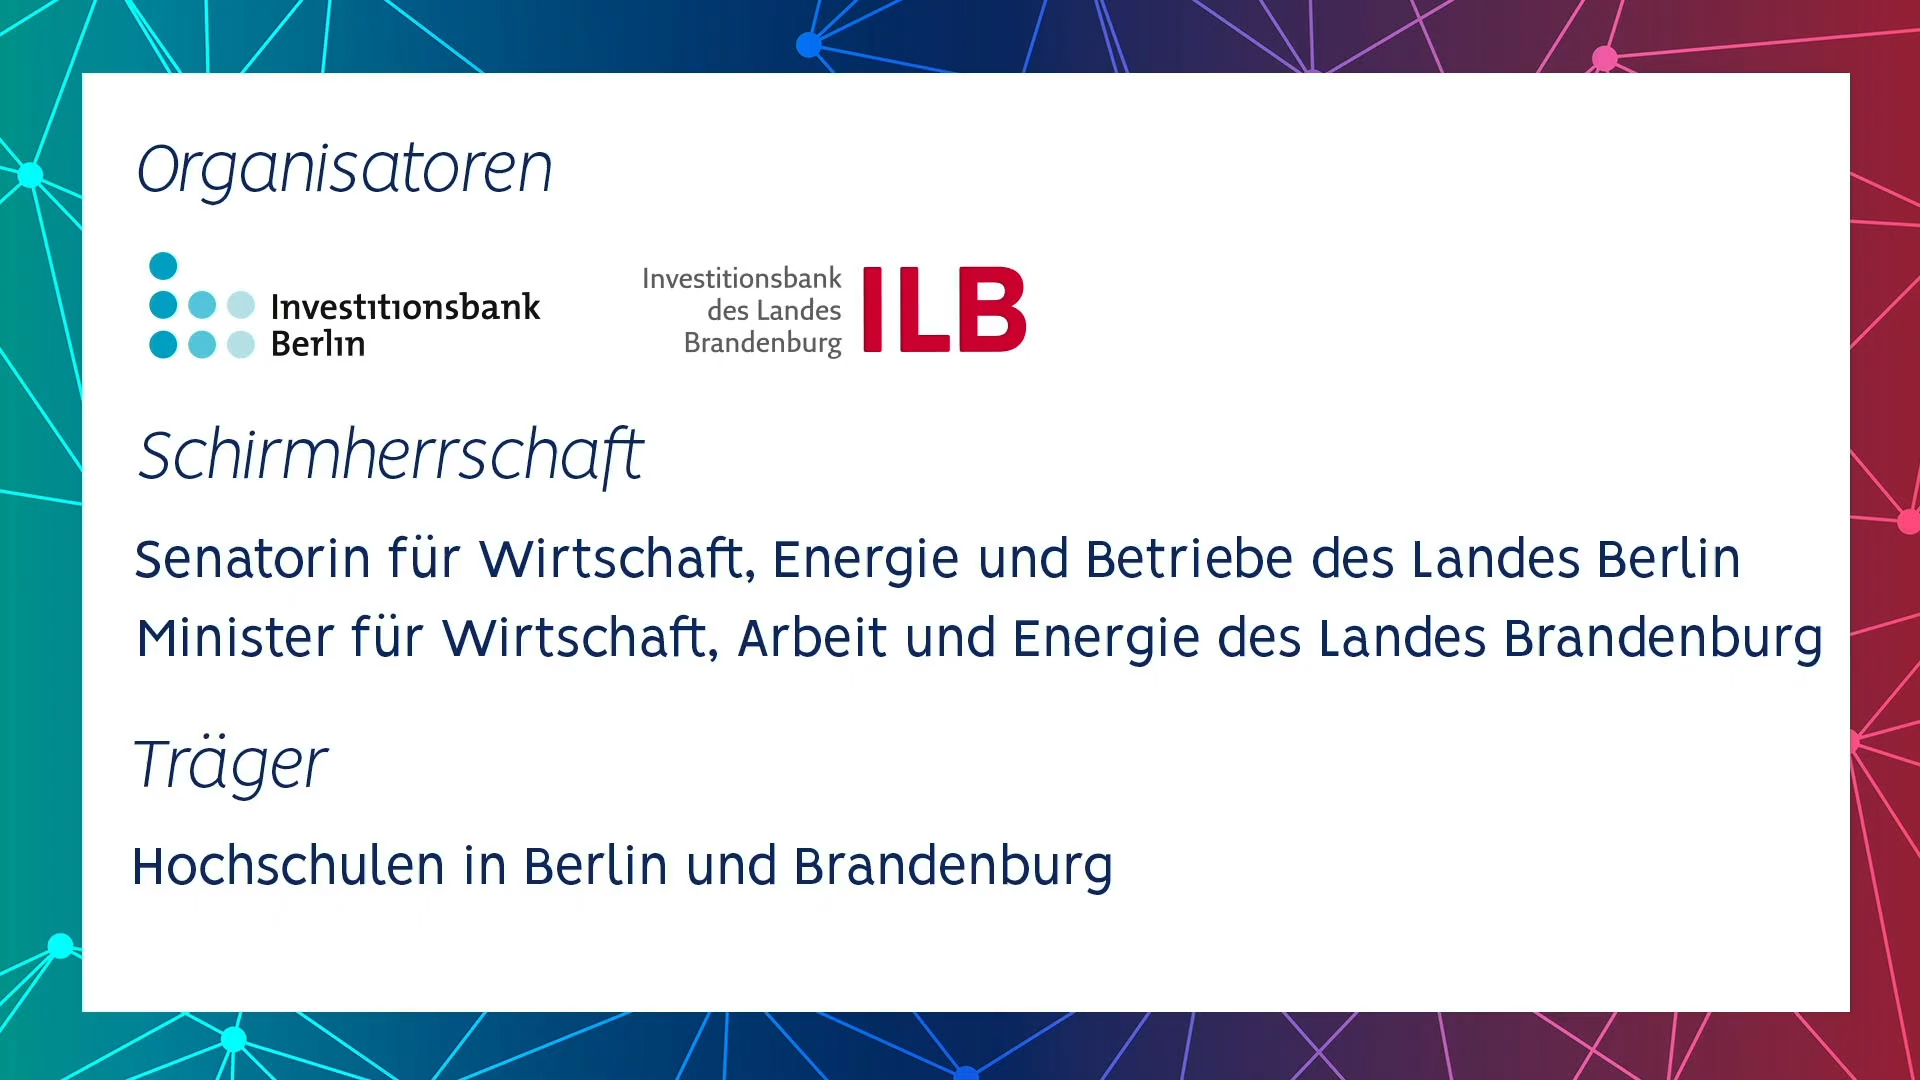 Organisatoren
Investitionsbank
Berlin
Investitionsbank
des Landes
Brandenburg
ILB
Schirmherrschaft
Senatorin für Wirtschaft, Energie und Betriebe des Landes Berlin
Minister für Wirtschaft, Arbeit und Energie des Landes Brandenburg
Träger
Hochschulen in Berlin und Brandenburg